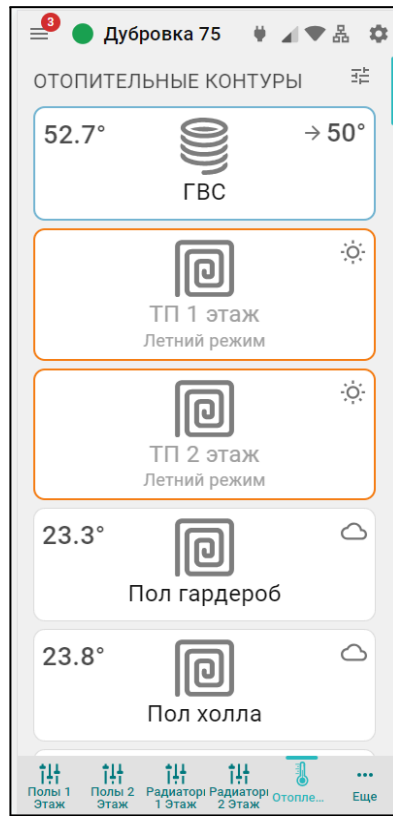 3
Дубровка 75
ОТОПИТЕЛЬНЫЕ КОНТУРЫ
52.7°
→ 50°
ГВС
ТП 1 этаж
Летний режим
ТП 2 этаж
Летний режим
23.3°
Пол гардероб
23.8°
Пол холла
Полы 1
Этаж
Полы 2
Этаж
Радиаторы
1 Этаж
Радиаторы
2 Этаж
Отопле...
Еще